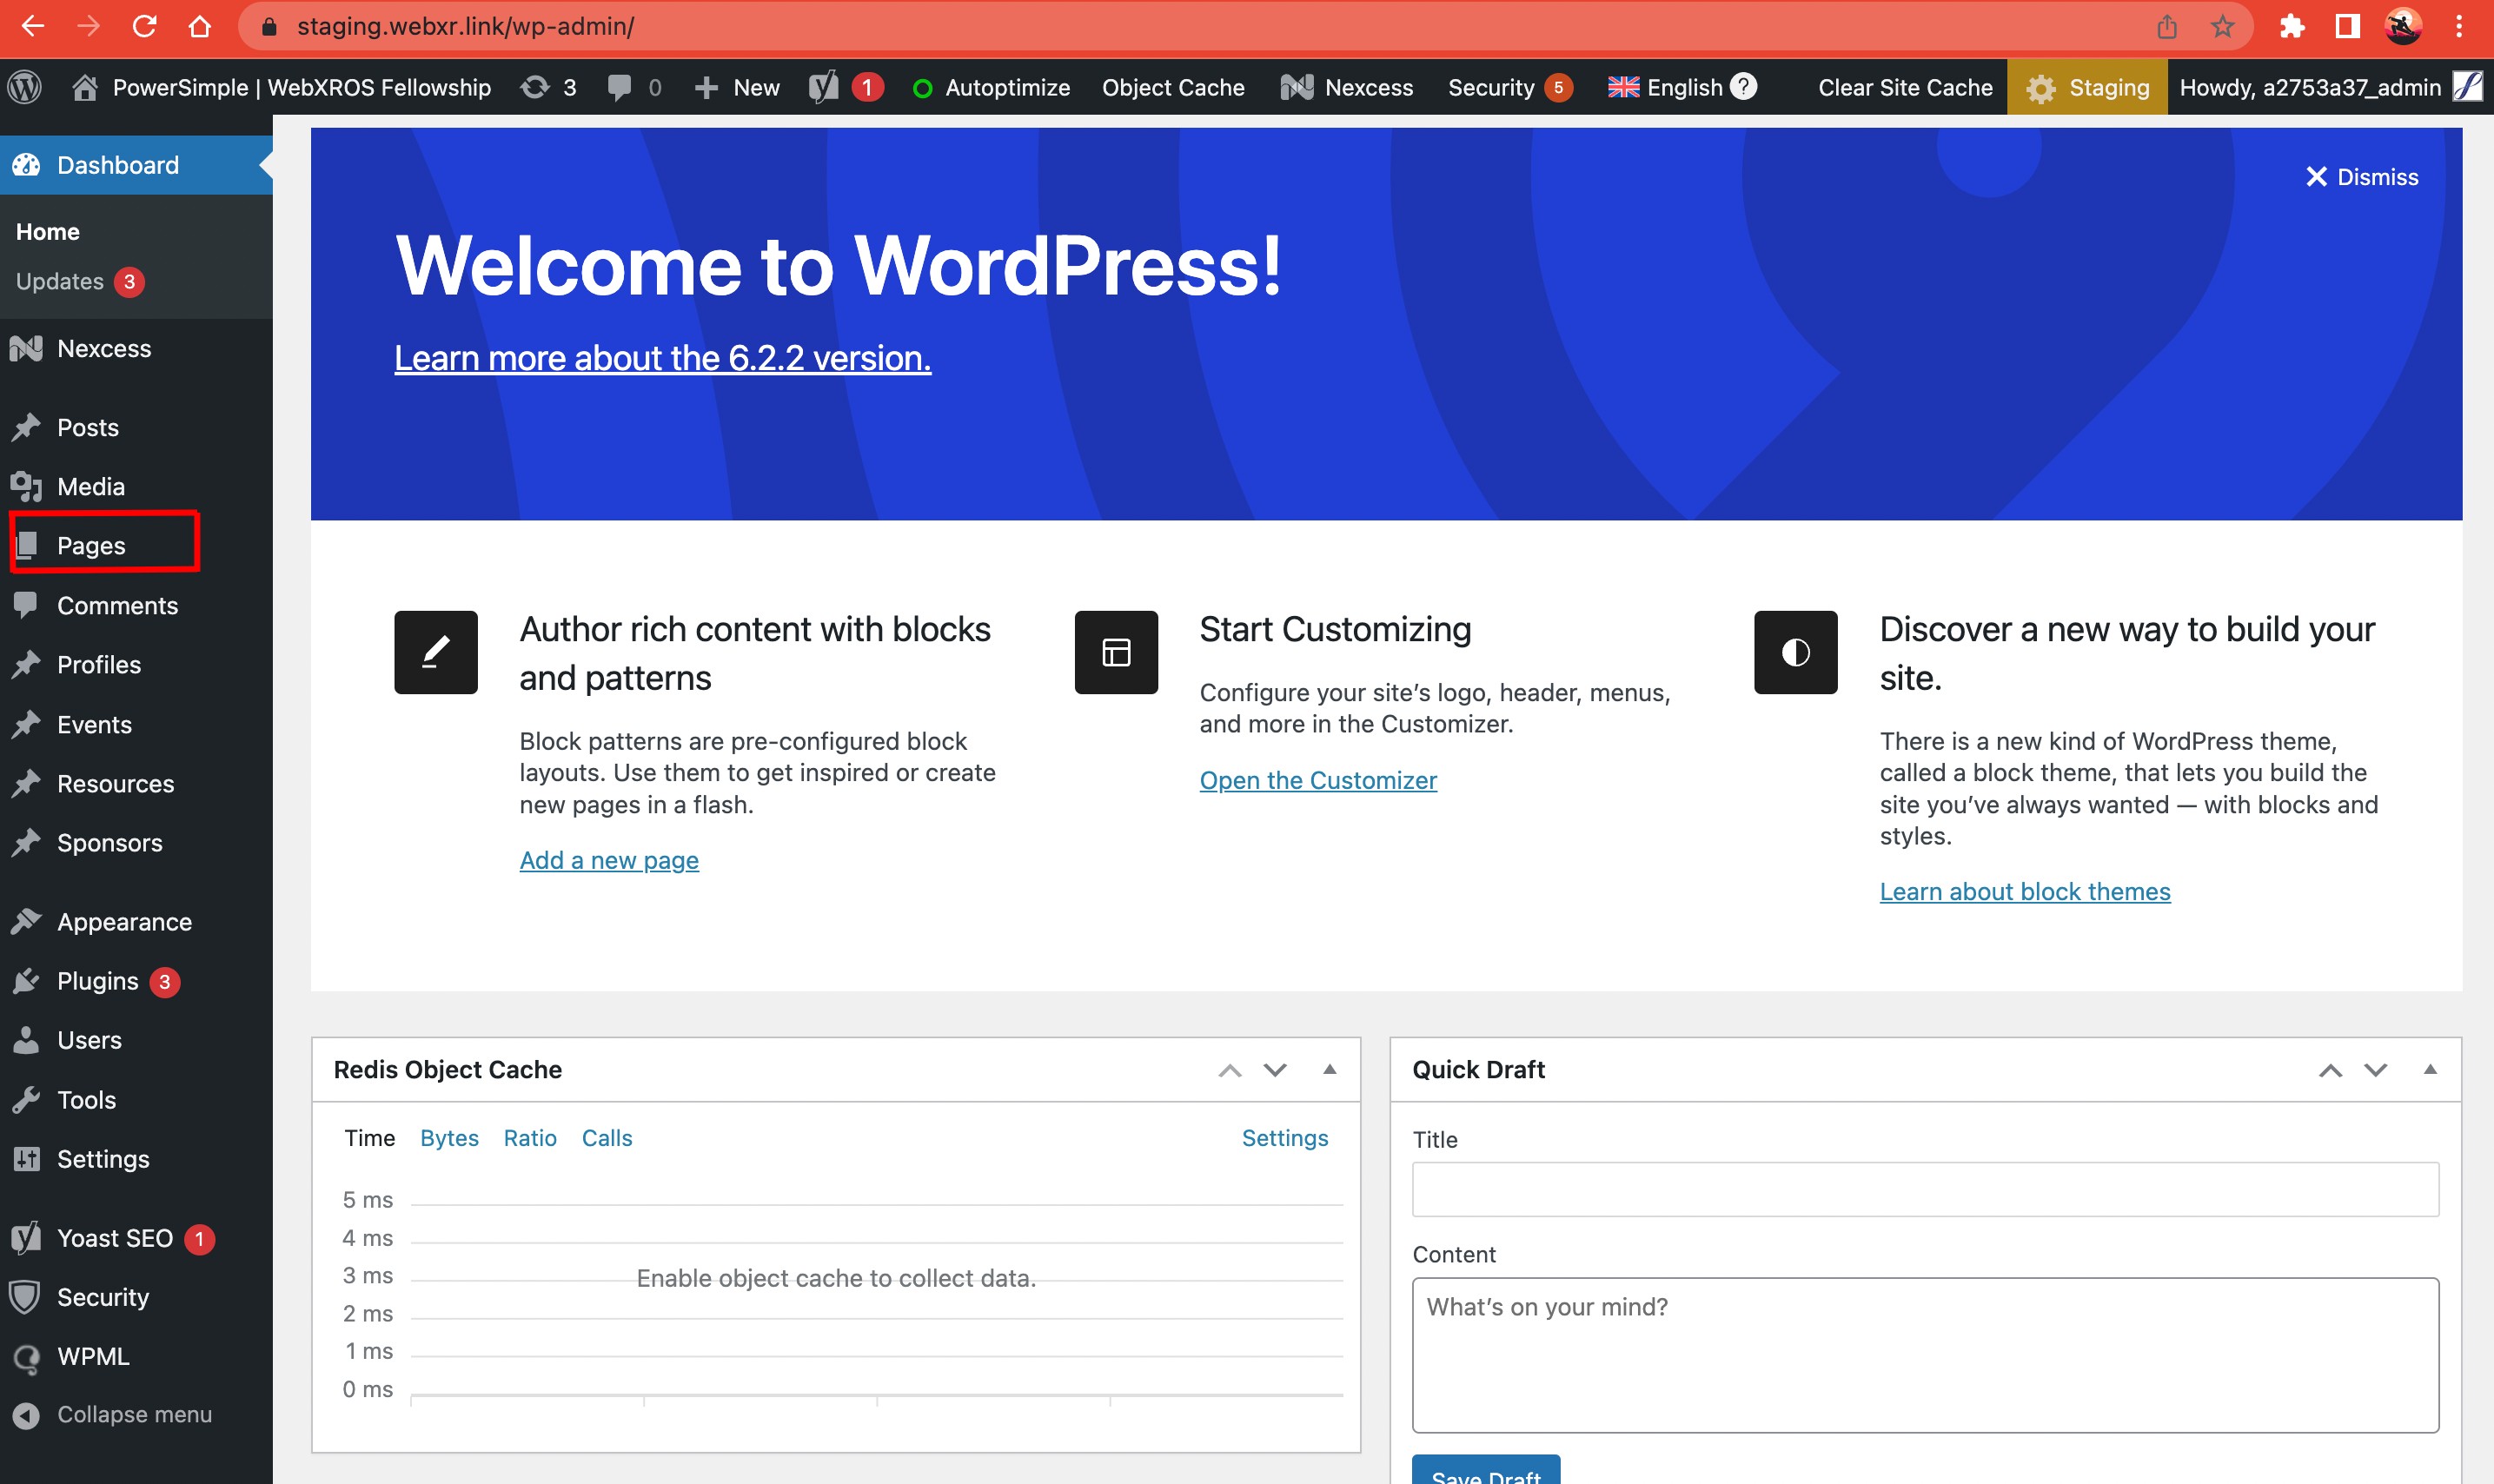 staging.webxr.link/wp-admin/
PowerSimple | WebXROS Fellowship 3 0 New 1 Autoptimize Object Cache Nexcess Security 5 English ? Clear Site Cache Staging Howdy, a2753a37_admin
Dashboard
Home
Updates 3
Nexcess
Posts
Media
Pages
Comments
Profiles
Events
Resources
Sponsors
Appearance
Plugins 3
Users
Tools
Settings
Yoast SEO 1
Security
WPML
Collapse menu
Dismiss
Welcome to WordPress!
Learn more about the 6.2.2 version.
Author rich content with blocks
and patterns
Block patterns are pre-configured block
layouts. Use them to get inspired or create
new pages in a flash.
Add a new page
Start Customizing
Configure your site’s logo, header, menus,
and more in the Customizer.
Open the Customizer
Discover a new way to build your
site.
There is a new kind of WordPress theme,
called a block theme, that lets you build the
site you’ve always wanted — with blocks and
styles.
Learn about block themes
Redis Object Cache
Time Bytes Ratio Calls Settings
5 ms
4 ms
3 ms
Enable object cache to collect data.
2 ms
1 ms
0 ms
Quick Draft
Title
Content
What’s on your mind?
Save Draft